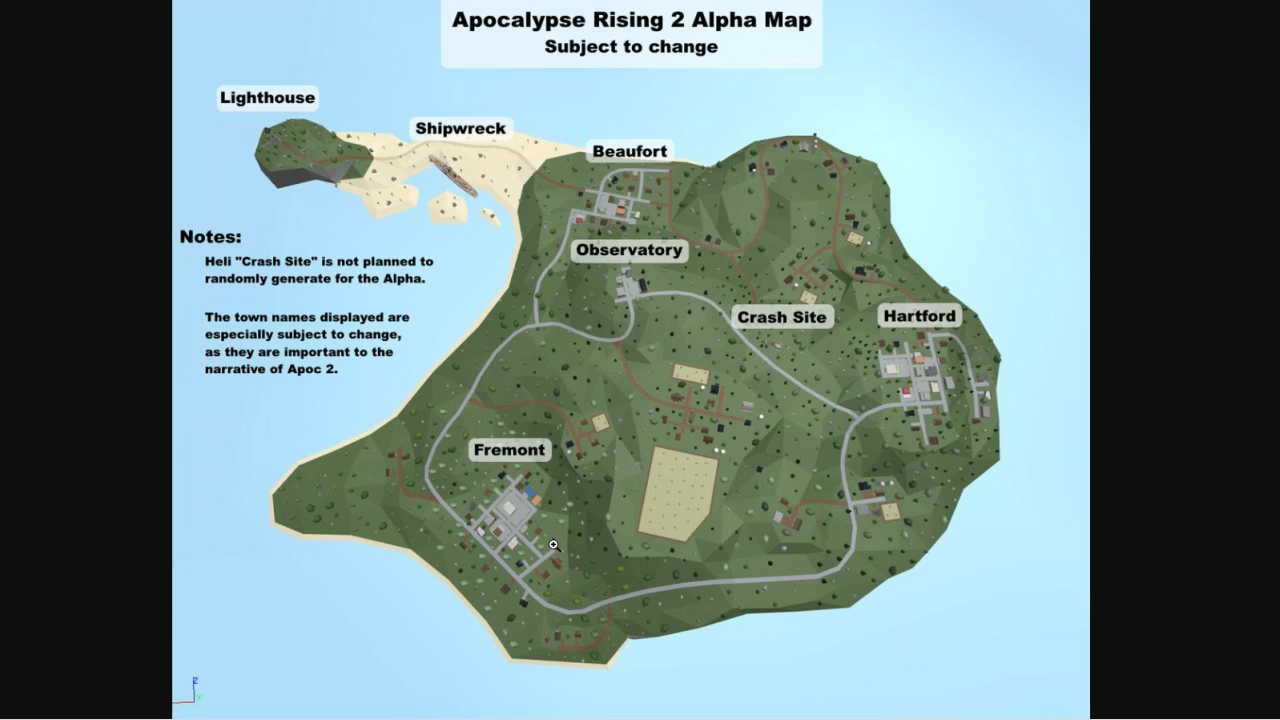 Apocalypse Rising 2 Alpha Map
Subject to change
Lighthouse
Shipwreck
Beaufort
Notes:
Heli "Crash Site" is not planned to
randomly generate for the Alpha.
The town names displayed are
especially subject to change,
as they are important to the
narrative of Apoc 2.
Observatory
Crash Site
Hartford
Fremont
Z
Y